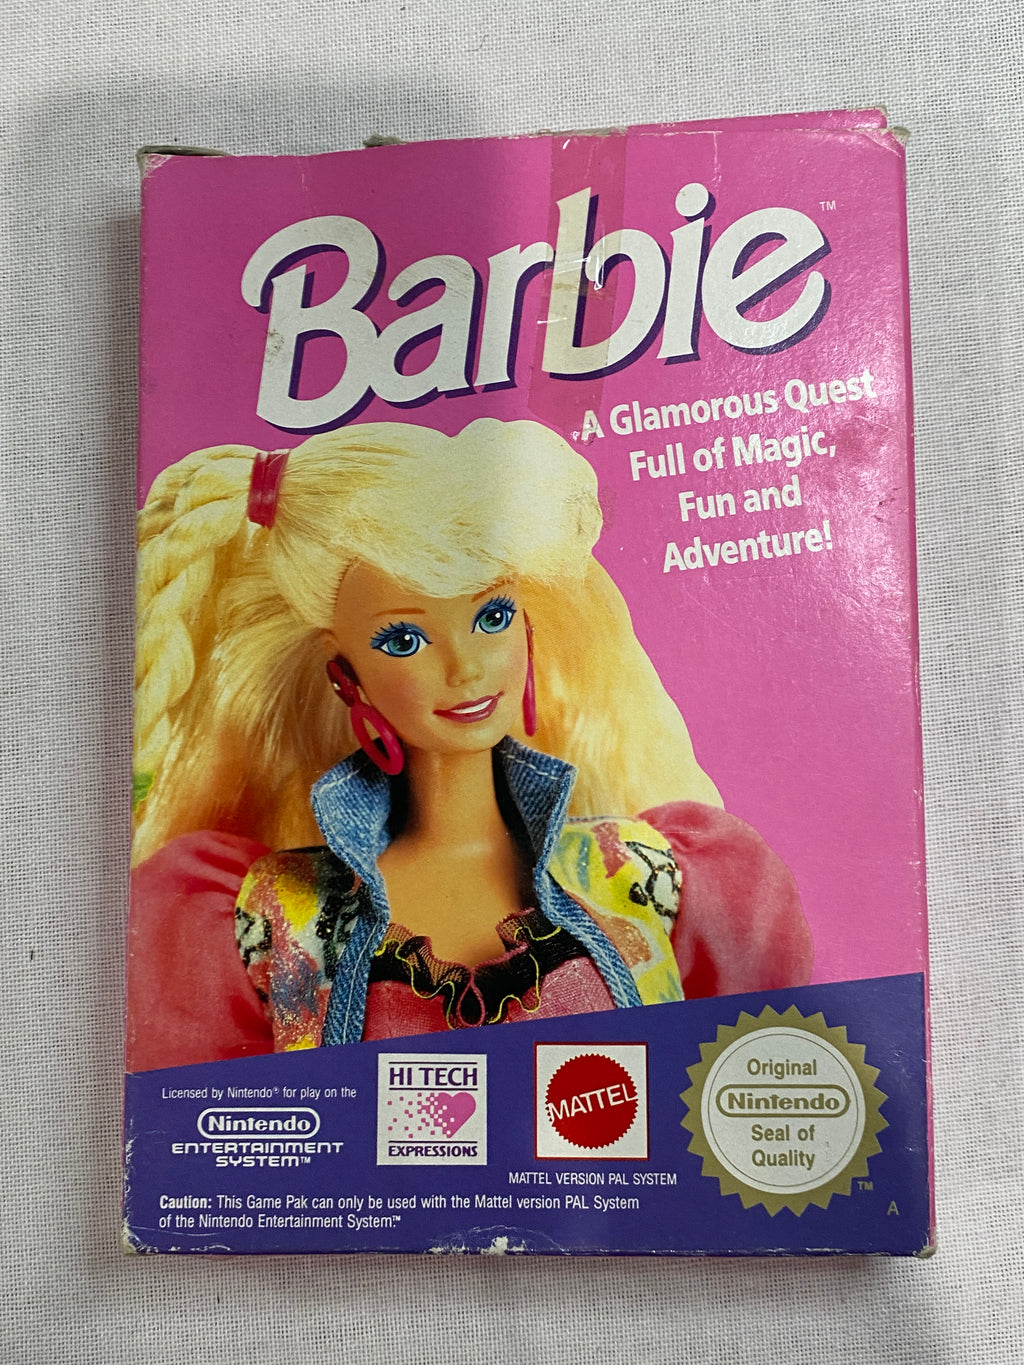 Barbie™
A Glamorous Quest
Full of Magic,
Fun and
Adventure!
Licensed by Nintendo® for play on the
Nintendo
ENTERTAINMENT
SYSTEM™
HI TECH
EXPRESSIONS
MATTEL
MATTEL VERSION PAL SYSTEM
Original
Nintendo
Seal of
Quality
™
Caution: This Game Pak can only be used with the Mattel version PAL System
of the Nintendo Entertainment System.™
A